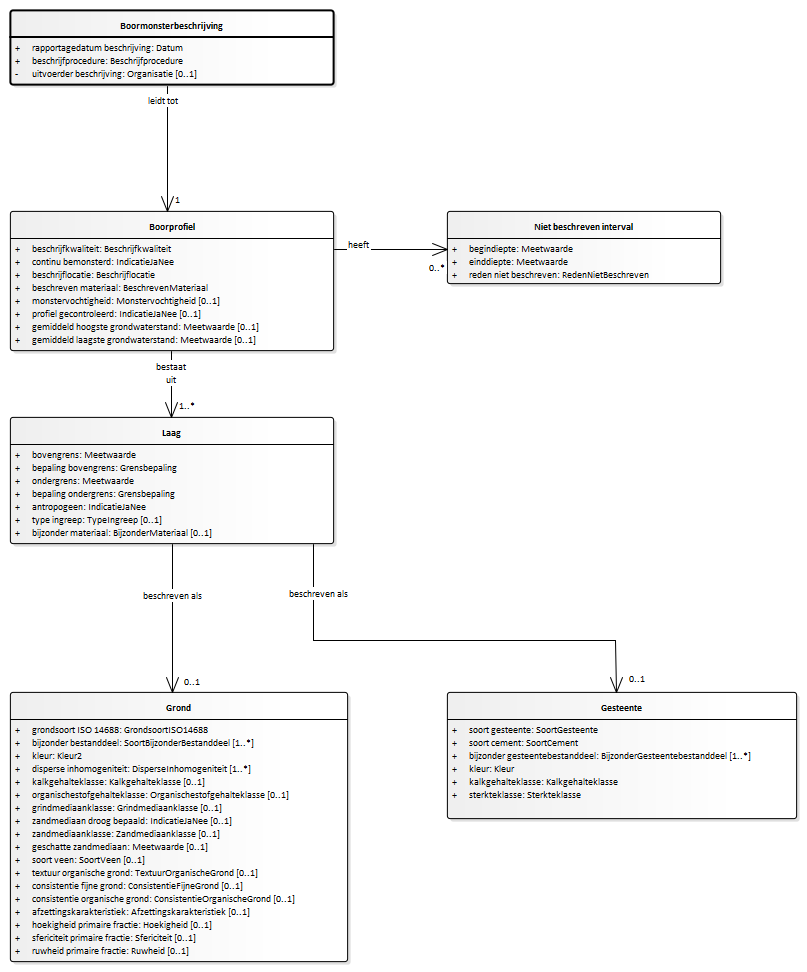 Boormonsterbeschrijving
+ rapportagedatum beschrijving: Datum
+ beschrijfprocedure: Beschrijfprocedure
- uitvoerder beschrijving: Organisatie [0..1]
leidt tot
1
Boorprofiel
+ beschrijfkwaliteit: Beschrijfkwaliteit
+ continu bemonsterd: IndicatieJaNee
+ beschrijflocatie: Beschrijflocatie
+ beschreven materiaal: BeschrevenMateriaal
+ monstervochtigheid: Monstervochtigheid [0..1]
+ profiel gecontroleerd: IndicatieJaNee [0..1]
+ gemiddeld hoogste grondwaterstand: Meetwaarde [0..1]
+ gemiddeld laagste grondwaterstand: Meetwaarde [0..1]
heeft
0..*
Niet beschreven interval
+ begindiepte: Meetwaarde
+ einddiepte: Meetwaarde
+ reden niet beschreven: RedenNietBeschreven
bestaat
uit
1..*
Laag
+ bovengrens: Meetwaarde
+ bepaling bovengrens: Grensbepaling
+ ondergrens: Meetwaarde
+ bepaling ondergrens: Grensbepaling
+ antropogeen: IndicatieJaNee
+ type ingreep: TypeIngreep [0..1]
+ bijzonder materiaal: BijzonderMateriaal [0..1]
beschreven als
0..1
beschreven als
0..1
Grond
+ grondsoort ISO 14688: GrondsoortISO14688
+ bijzonder bestanddeel: SoortBijzonderBestanddeel [1..*]
+ kleur: Kleur2
+ disperse inhomogeniteit: DisperseInhomogeniteit [1..*]
+ kalkgehalteklasse: Kalkgehalteklasse [0..1]
+ organischestofgehalteklasse: Organischestofgehalteklasse [0..1]
+ grindmediaanklasse: Grindmediaanklasse [0..1]
+ zandmediaan droog bepaald: IndicatieJaNee [0..1]
+ zandmediaanklasse: Zandmediaanklasse [0..1]
+ geschatte zandmediaan: Meetwaarde [0..1]
+ soort veen: SoortVeen [0..1]
+ textuur organische grond: TextuurOrganischeGrond [0..1]
+ consistentie fijne grond: ConsistentieFijneGrond [0..1]
+ consistentie organische grond: ConsistentieOrganischeGrond [0..1]
+ afzettingskarakteristiek: Afzettingskarakteristiek [0..1]
+ hoekigheid primaire fractie: Hoekigheid [0..1]
+ sfericiteit primaire fractie: Sfericiteit [0..1]
+ ruwheid primaire fractie: Ruwheid [0..1]
Gesteente
+ soort gesteente: SoortGesteente
+ soort cement: SoortCement
+ bijzonder gesteentebestanddeel: BijzonderGesteentebestanddeel [1..*]
+ kleur: Kleur
+ kalkgehalteklasse: Kalkgehalteklasse
+ sterkteklasse: Sterkteklasse